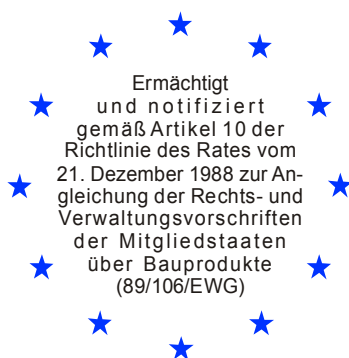 Ermächtigt
und notifiziert
gemäß Artikel 10 der
Richtlinie des Rates vom
21. Dezember 1988 zur An-
gleichung der Rechts- und
Verwaltungsvorschriften
der Mitgliedstaaten
über Bauprodukte
(89/106/EWG)